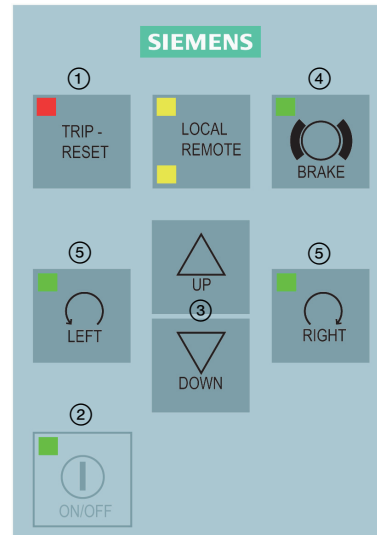 SIEMENS
1
4
TRIP -
RESET
LOCAL
REMOTE
BRAKE
5
5
UP
LEFT
3
RIGHT
DOWN
2
ON/OFF